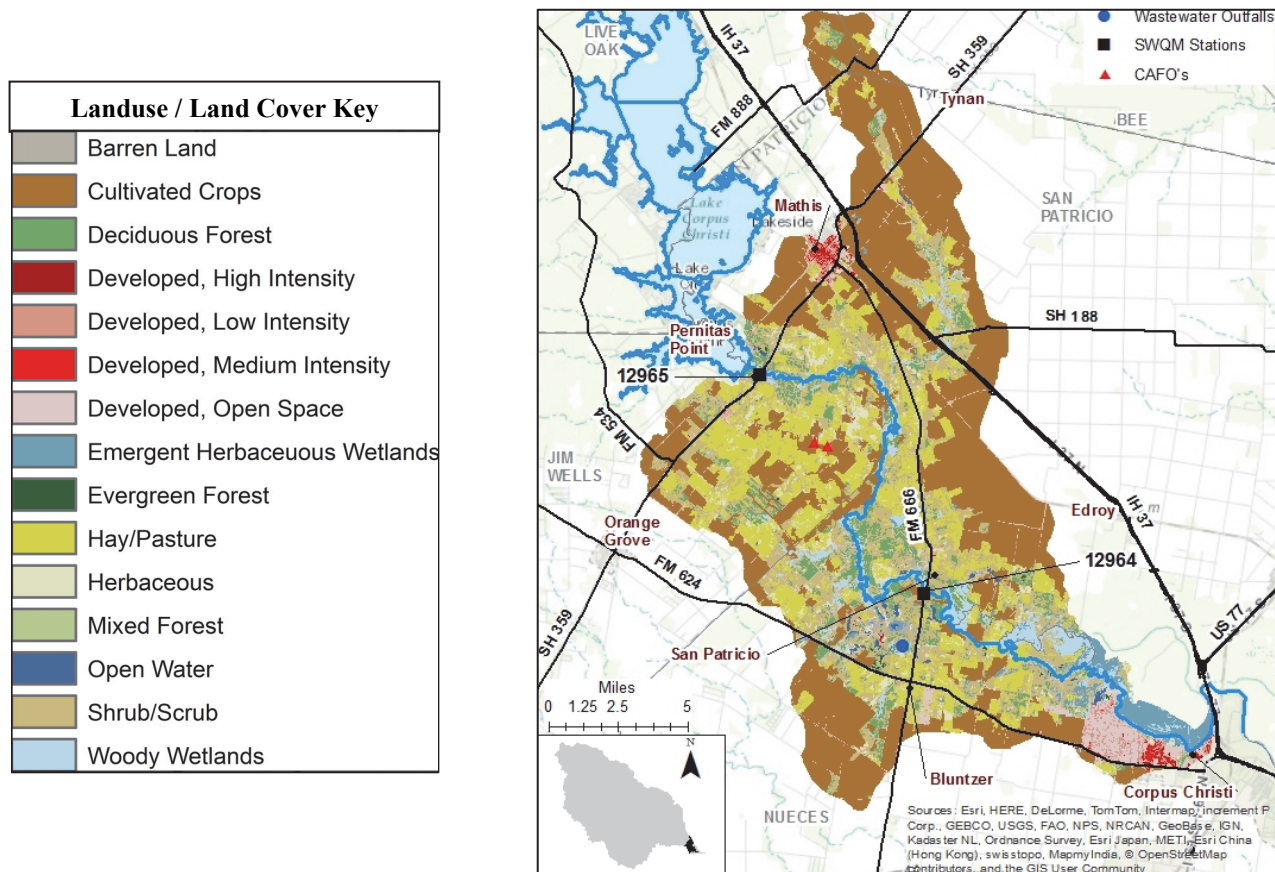 Landuse / Land Cover Key
Barren Land
Cultivated Crops
Deciduous Forest
Developed, High Intensity
Developed, Low Intensity
Developed, Medium Intensity
Developed, Open Space
Emergent Herbaceuous Wetlands
Evergreen Forest
Hay/Pasture
Herbaceous
Mixed Forest
Open Water
Shrub/Scrub
Woody Wetlands
Wastewater Outfalls
SWQM Stations
CAFO's
LIVE
OAK
IH 37
SH 359
Tynan
BEE
FM 888
SAN
PATRICIO
Mathis
Lakeside
Lake
Corpus
Christi
Lake
SH 188
Pernitas
Point
12965
FM 534
JIM
WELLS
Orange
Grove
FM 666
Edroy
IH 37
FM 624
12964
US 77
SH 359
San Patricio
Miles
0 1.25 2.5 5
N
Bluntzer
Corpus Christi
NUECES
Sources: Esri, HERE, DeLorme, TomTom, Intermap, increment P
Corp., GEBCO, USGS, FAO, NPS, NRCAN, GeoBase, IGN,
Kadaster NL, Ordnance Survey, Esri Japan, METI, Esri China
(Hong Kong), swisstopo, MapmyIndia, © OpenStreetMap
contributors, and the GIS User Community